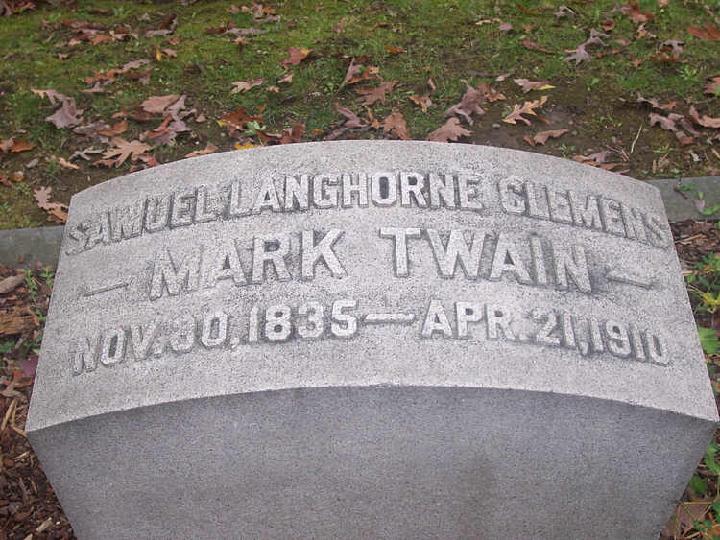 SAMUEL LANGHORNE CLEMENS
— MARK TWAIN —
NOV. 30, 1835 — APR. 21, 1910